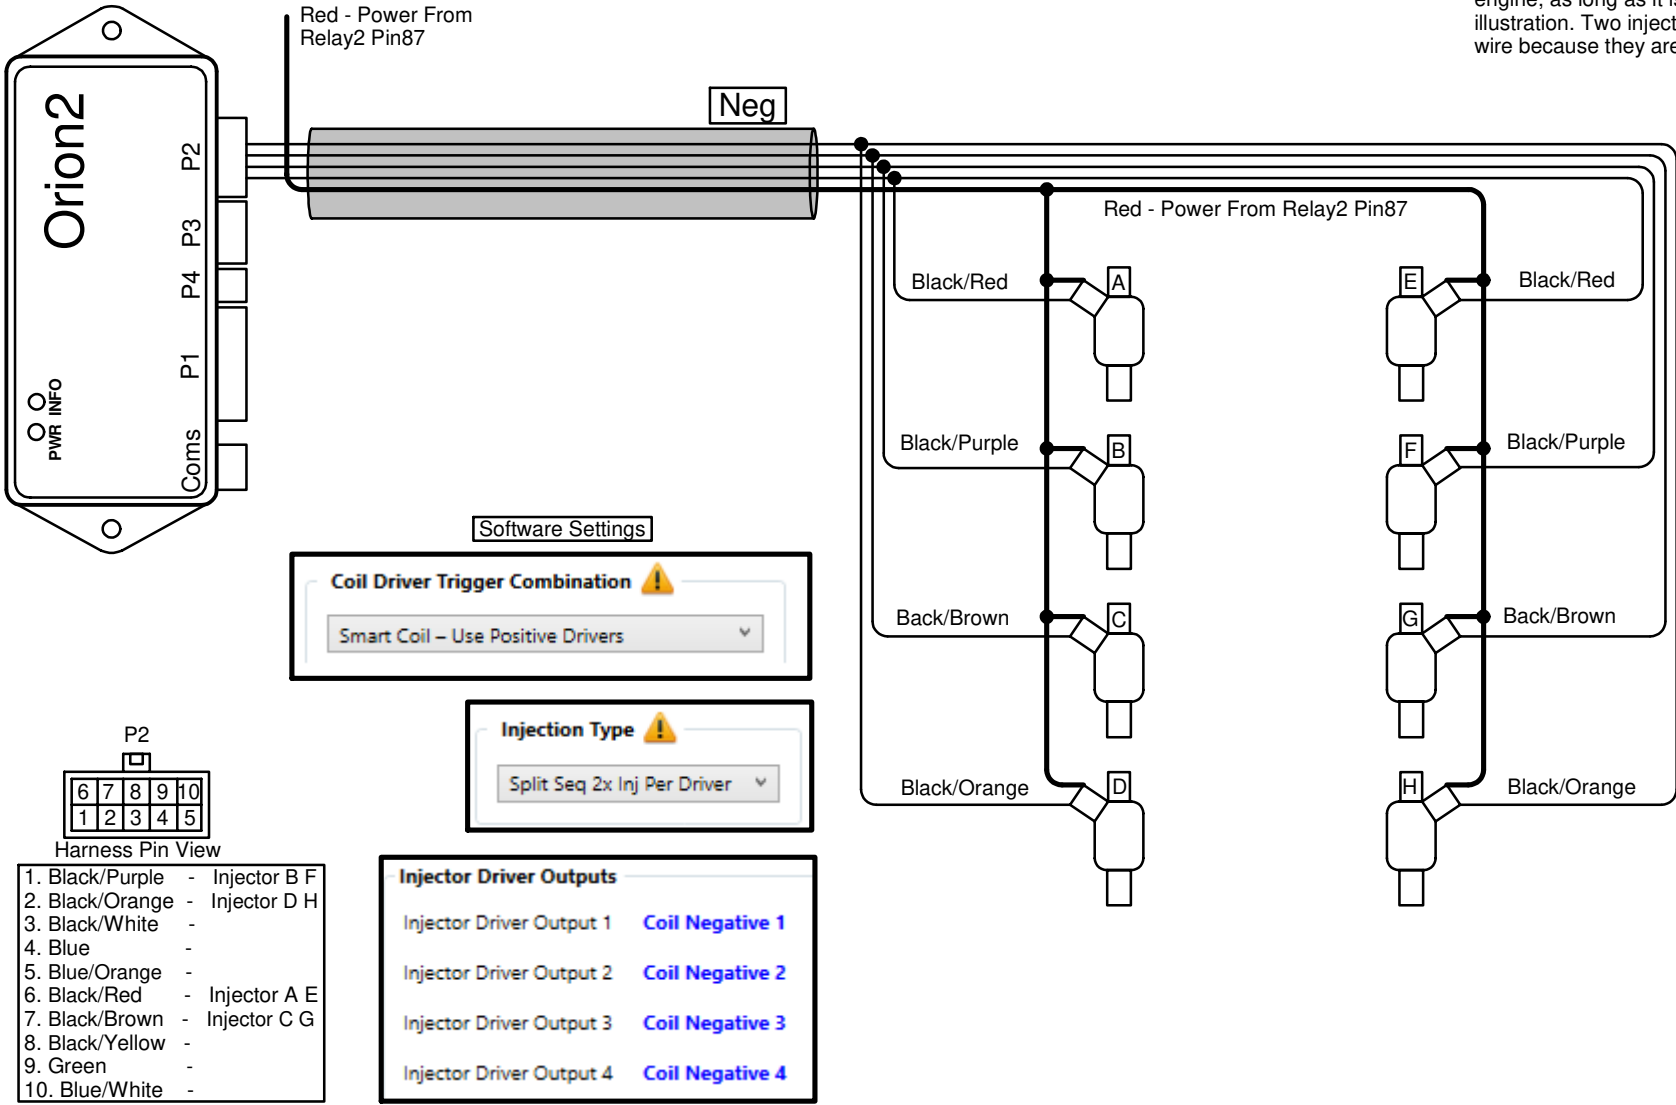 Red - Power From
Relay2 Pin87
engine, as long as it is
illustration. Two inject
wire because they are
Neg
Orion2
P2
P3
P4
P1
Coms
INFO
PWR
Red - Power From Relay2 Pin87
Black/Red
A
E
Black/Red
Black/Purple
B
F
Black/Purple
Back/Brown
C
G
Back/Brown
Black/Orange
D
H
Black/Orange
Software Settings
Coil Driver Trigger Combination
Smart Coil – Use Positive Drivers
Injection Type
Split Seq 2x Inj Per Driver
Injector Driver Outputs
Injector Driver Output 1 Coil Negative 1
Injector Driver Output 2 Coil Negative 2
Injector Driver Output 3 Coil Negative 3
Injector Driver Output 4 Coil Negative 4
P2
6 7 8 9 10
1 2 3 4 5
Harness Pin View
1. Black/Purple - Injector B F
2. Black/Orange - Injector D H
3. Black/White -
4. Blue -
5. Blue/Orange -
6. Black/Red - Injector A E
7. Black/Brown - Injector C G
8. Black/Yellow -
9. Green -
10. Blue/White -